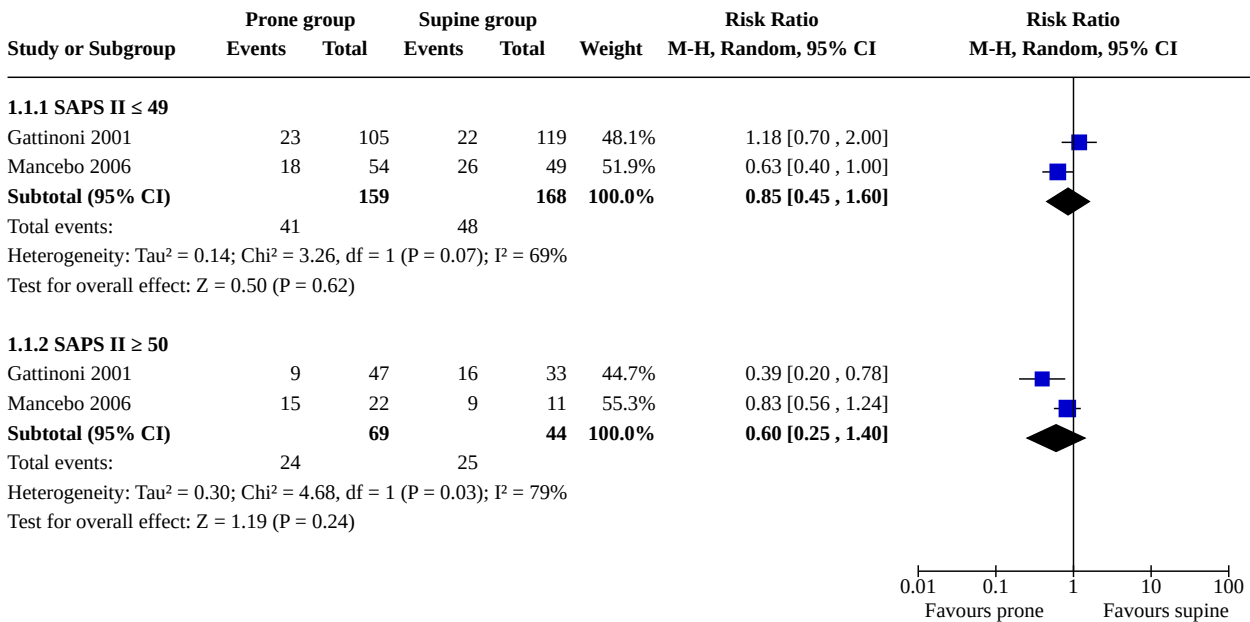 Prone group Supine group Risk Ratio Risk Ratio
Study or Subgroup Events Total Events Total Weight M-H, Random, 95% CI M-H, Random, 95% CI
1.1.1 SAPS II ≤ 49
Gattinoni 2001 23 105 22 119 48.1% 1.18 [0.70 , 2.00]
Mancebo 2006 18 54 26 49 51.9% 0.63 [0.40 , 1.00]
Subtotal (95% CI) 159 168 100.0% 0.85 [0.45 , 1.60]
Total events: 41 48
Heterogeneity: Tau² = 0.14; Chi² = 3.26, df = 1 (P = 0.07); I² = 69%
Test for overall effect: Z = 0.50 (P = 0.62)
1.1.2 SAPS II ≥ 50
Gattinoni 2001 9 47 16 33 44.7% 0.39 [0.20 , 0.78]
Mancebo 2006 15 22 9 11 55.3% 0.83 [0.56 , 1.24]
Subtotal (95% CI) 69 44 100.0% 0.60 [0.25 , 1.40]
Total events: 24 25
Heterogeneity: Tau² = 0.30; Chi² = 4.68, df = 1 (P = 0.03); I² = 79%
Test for overall effect: Z = 1.19 (P = 0.24)
0.01 0.1 1 10 100
Favours prone Favours supine